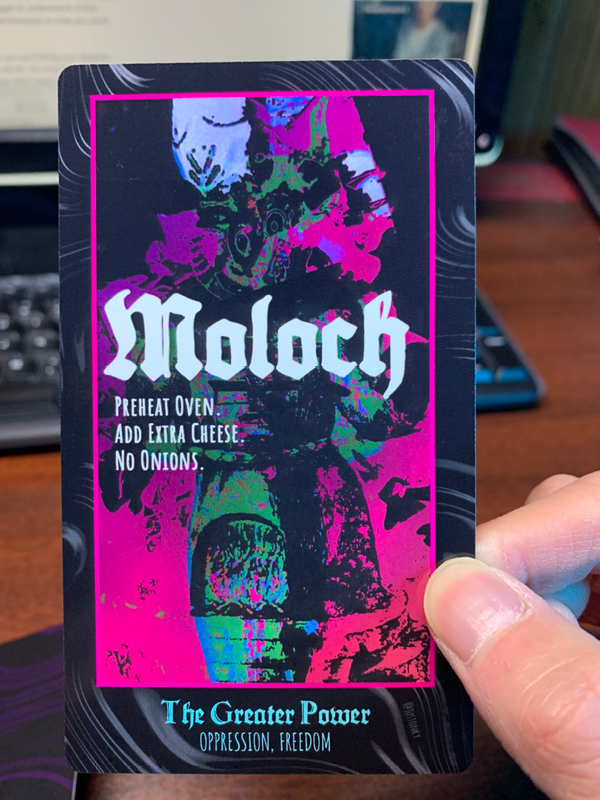 Moloch
Preheat Oven.
Add Extra Cheese.
No Onions.
The Greater Power
OPPRESSION, FREEDOM